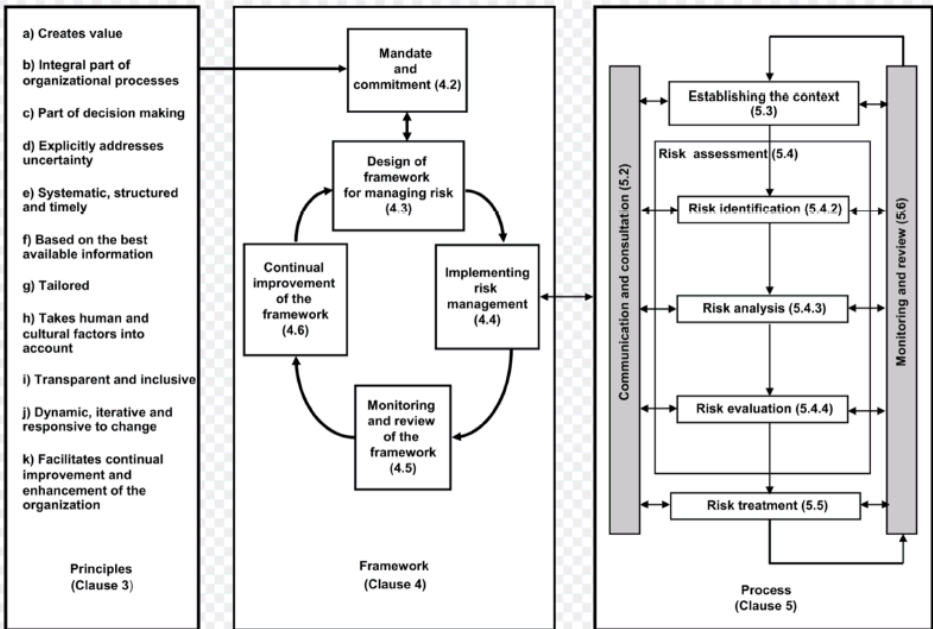 a) Creates value
b) Integral part of
organizational processes
c) Part of decision making
d) Explicitly addresses
uncertainty
e) Systematic, structured
and timely
f) Based on the best
available information
g) Tailored
h) Takes human and
cultural factors into
account
i) Transparent and inclusive
j) Dynamic, iterative and
responsive to change
k) Facilitates continual
improvement and
enhancement of the
organization
Principles
(Clause 3)
Mandate
and
commitment (4.2)
Design of
framework
for managing risk
(4.3)
Implementing
risk
management
(4.4)
Continual
improvement
of the
framework
(4.6)
Monitoring
and review
of the
framework
(4.5)
Framework
(Clause 4)
Communication and consultation (5.2)
Establishing the context
(5.3)
Risk assessment (5.4)
Risk identification (5.4.2)
Risk analysis (5.4.3)
Risk evaluation (5.4.4)
Risk treatment (5.5)
Monitoring and review (5.6)
Process
(Clause 5)